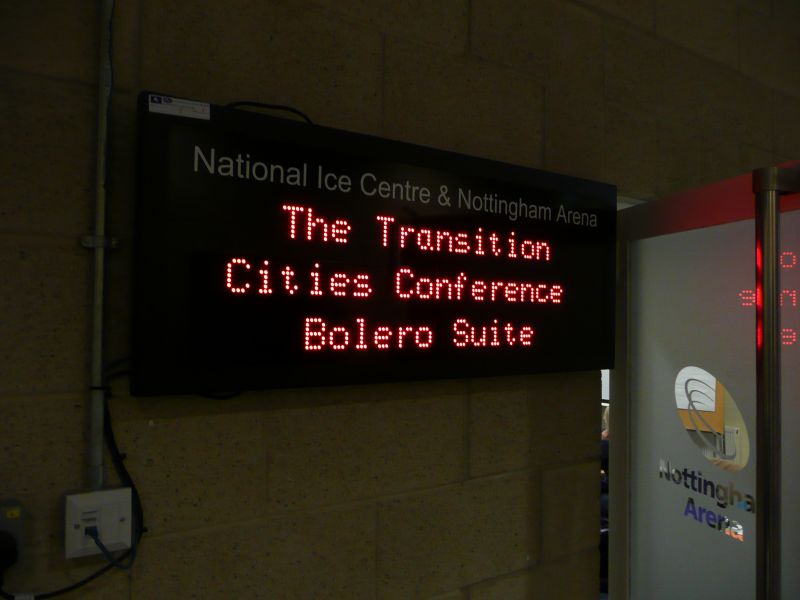 National Ice Centre & Nottingham Arena
The Transition
Cities Conference
Bolero Suite
Nottingha
Arena